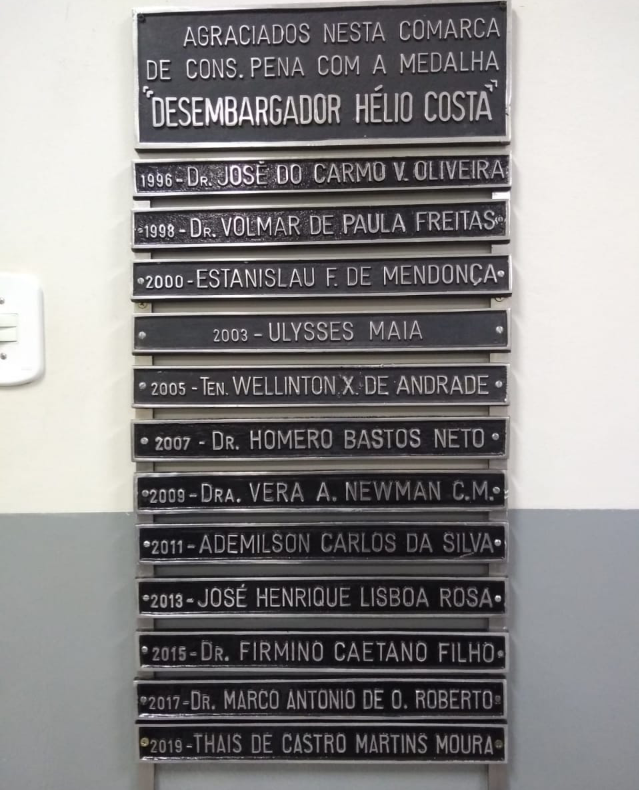 AGRACIADOS NESTA COMARCA
DE CONS. PENA COM A MEDALHA
"DESEMBARGADOR HÉLIO COSTA"
1996 - DR. JOSÉ DO CARMO V. OLIVEIRA
1998 - DR. VOLMAR DE PAULA FREITAS
2000 - ESTANISLAU F. DE MENDONÇA
2003 - ULYSSES MAIA
2005 - TEN. WELLINTON X. DE ANDRADE
2007 - DR. HOMERO BASTOS NETO
2009 - DRA. VERA A. NEWMAN C.M.
2011 - ADEMILSON CARLOS DA SILVA
2013 - JOSÉ HENRIQUE LISBOA ROSA
2015 - DR. FIRMINO CAETANO FILHO
2017 - DR. MARCO ANTONIO DE O. ROBERTO
2019 - THAIS DE CASTRO MARTINS MOURA